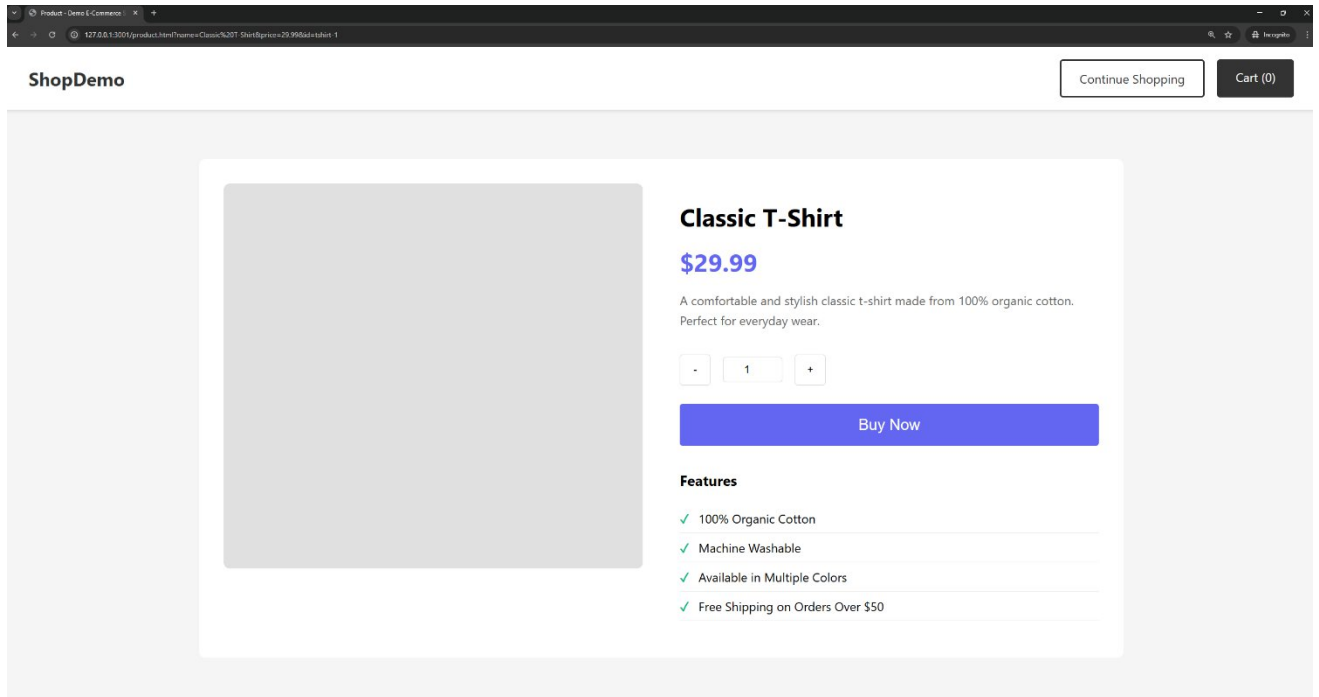 Product - Demo E-Commerce
127.0.0.1:3001/product.html?name=Classic%20T-Shirt&price=29.99&id=tshirt-1
Incognito
ShopDemo
Continue Shopping
Cart (0)
Classic T-Shirt
$29.99
A comfortable and stylish classic t-shirt made from 100% organic cotton.
Perfect for everyday wear.
- 1 +
Buy Now
Features
✓ 100% Organic Cotton
✓ Machine Washable
✓ Available in Multiple Colors
✓ Free Shipping on Orders Over $50